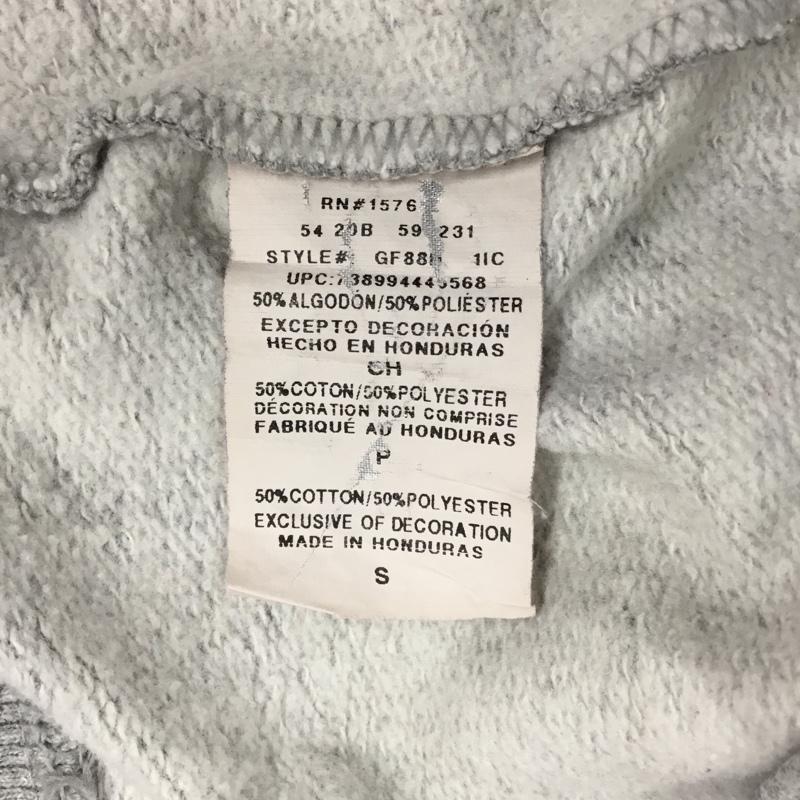 RN#1576
54 20B 59 231
STYLE# 1IC
50%ALGODÓN/50%POLIÉSTER
EXCEPTO DECORACIÓN
HECHO EN HONDURAS
CH
50%COTON/50%POLYESTER
DÉCORATION NON COMPRISE
FABRIQUÉ AU HONDURAS
P
50%COTTON/50%POLYESTER
EXCLUSIVE OF DECORATION
MADE IN HONDURAS
S